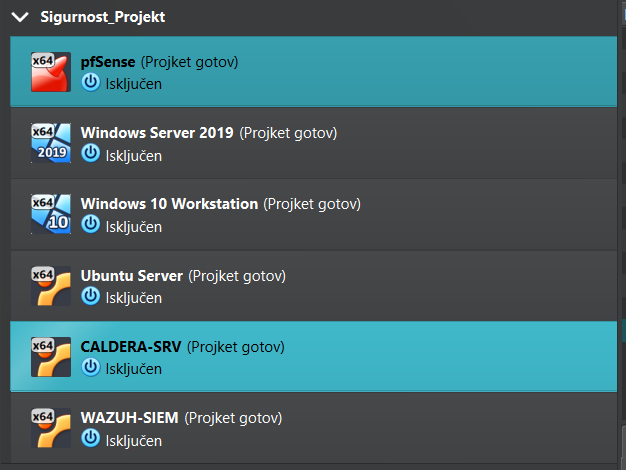 Sigurnost_Projekt
x64
pfSense (Projket gotov)
Isključen
x64
2019
Windows Server 2019 (Projket gotov)
Isključen
x64
10
Windows 10 Workstation (Projket gotov)
Isključen
x64
Ubuntu Server (Projket gotov)
Isključen
x64
CALDERA-SRV (Projket gotov)
Isključen
x64
WAZUH-SIEM (Projket gotov)
Isključen